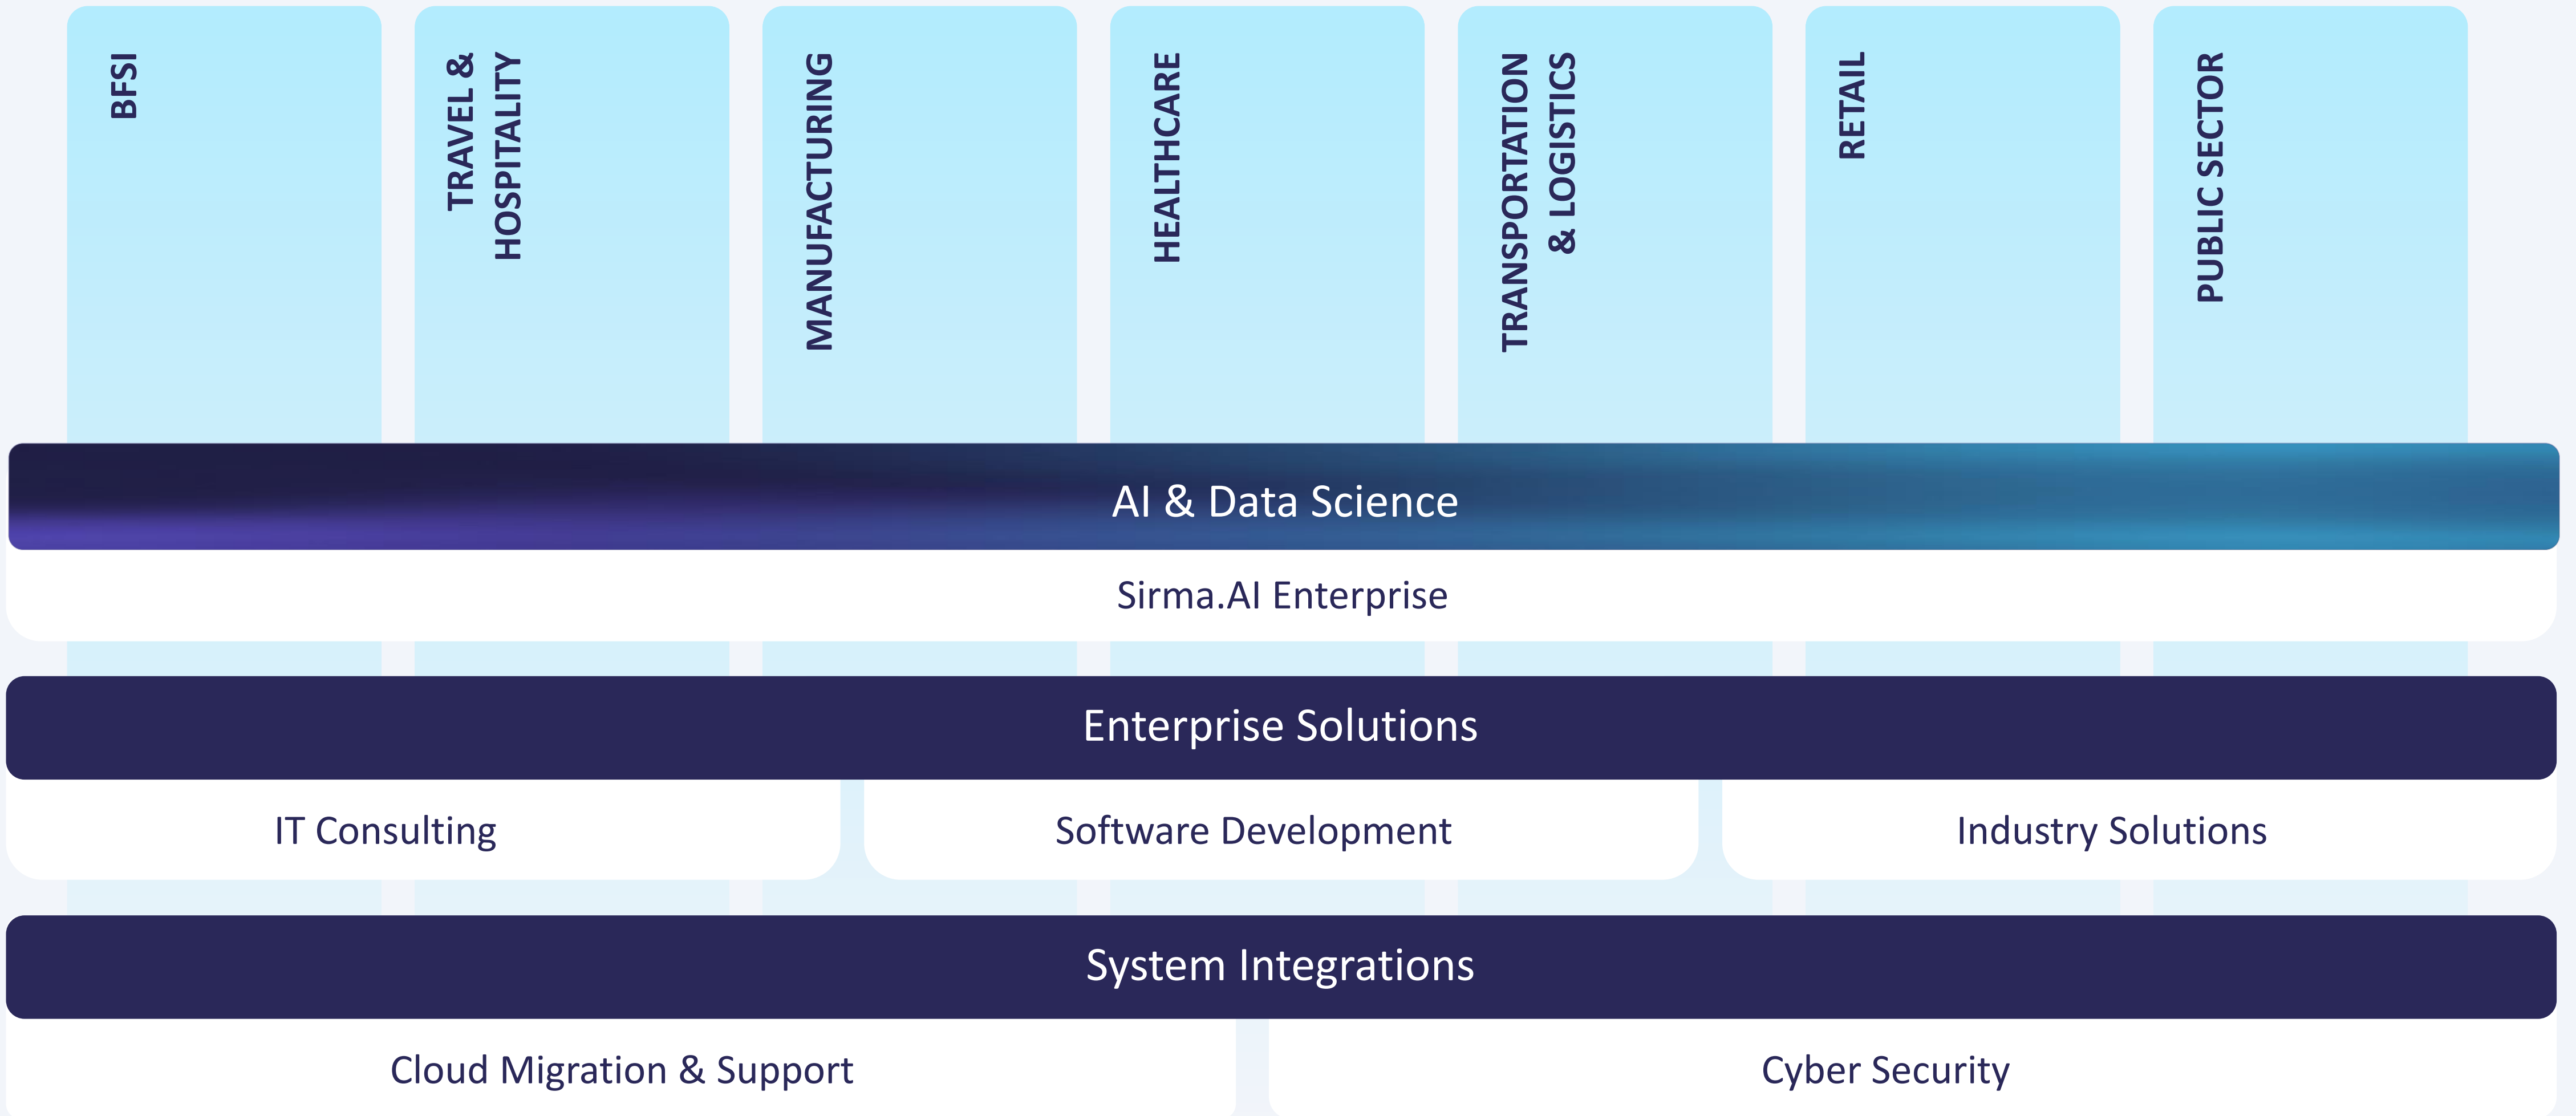 BFSI
TRAVEL &
HOSPITALITY
MANUFACTURING
HEALTHCARE
TRANSPORTATION
& LOGISTICS
RETAIL
PUBLIC SECTOR
AI & Data Science
Sirma.AI Enterprise
Enterprise Solutions
IT Consulting
Software Development
Industry Solutions
System Integrations
Cloud Migration & Support
Cyber Security